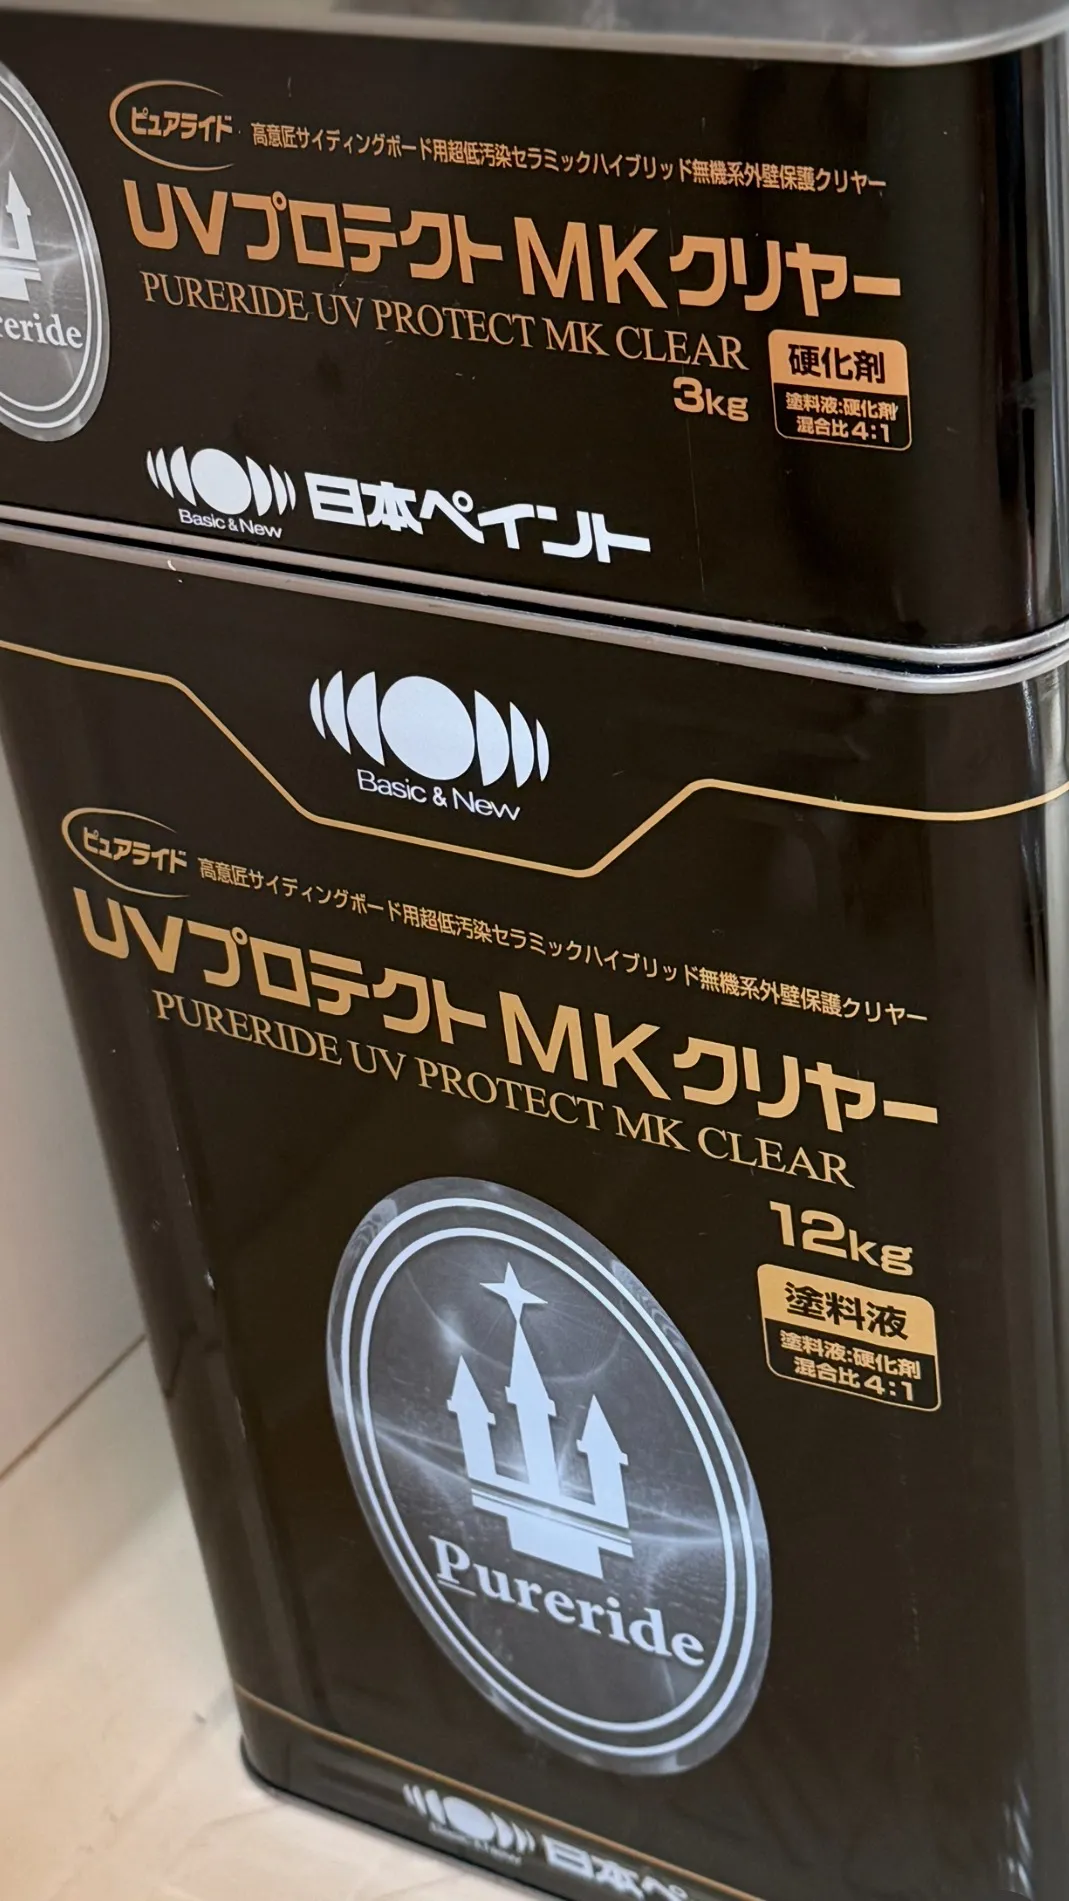 ピュアライド 高意匠サイディングボード用超低汚染セラミックハイブリッド無機系外壁保護クリヤー
UVプロテクトMKクリヤー
PURERIDE UV PROTECT MK CLEAR
3kg
硬化剤
塗料液:硬化剤
混合比4:1
reride
Basic & New
日本ペイント
Basic & New
ピュアライド 高意匠サイディングボード用超低汚染セラミックハイブリッド無機系外壁保護クリヤー
UVプロテクトMKクリヤー
PURERIDE UV PROTECT MK CLEAR
12kg
塗料液
塗料液:硬化剤
混合比4:1
Pureride
Basic & New
日本ペ